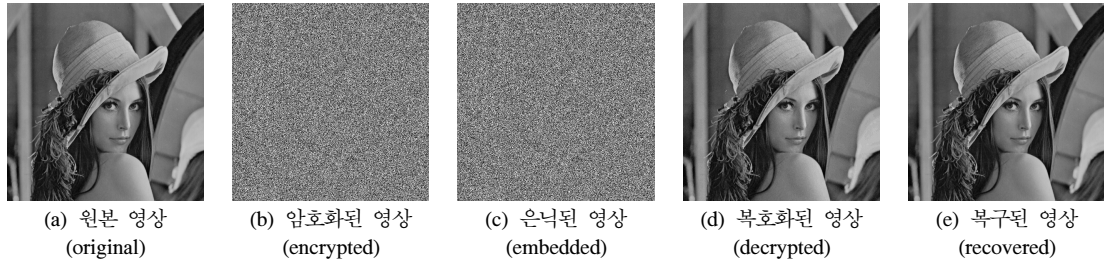 (a) 원본 영상
(original)
(b) 암호화된 영상
(encrypted)
(c) 은닉된 영상
(embedded)
(d) 복호화된 영상
(decrypted)
(e) 복구된 영상
(recovered)